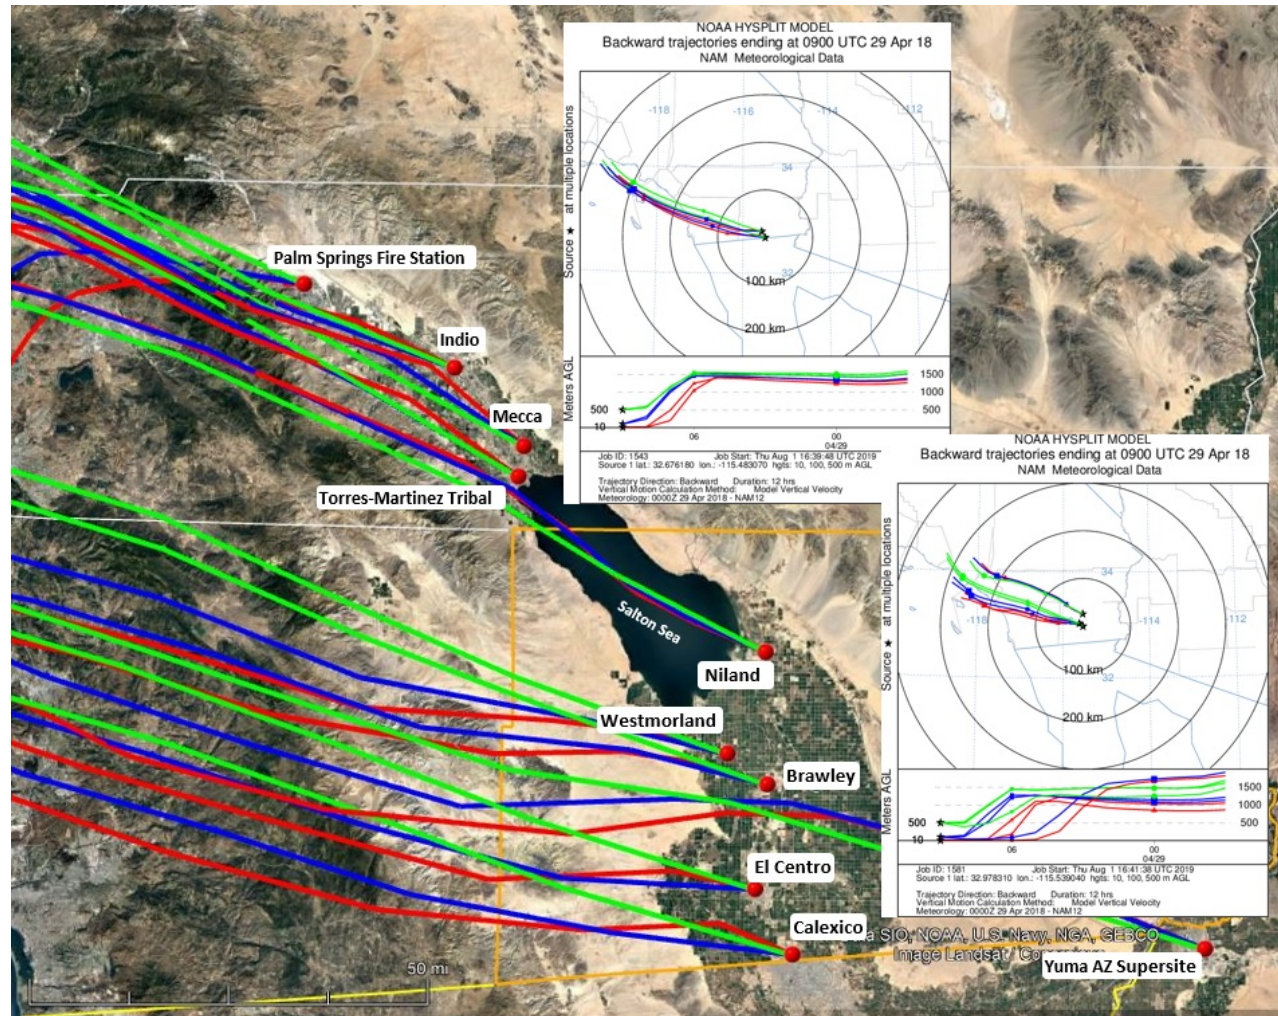 NOAA HYSPLIT MODEL
Backward trajectories ending at 0900 UTC 29 Apr 18
NAM Meteorological Data
-118
-116
-114
-112
34
32
100 km
200 km
Source ★ at multiple locations
Meters AGL
1500
1000
500
500
10
06
00
04/29
Job ID: 1543 Job Start: Thu Aug 1 16:39:48 UTC 2019
Source 1 lat.: 32.676180 lon.: -115.483070 hgts: 10, 100, 500 m AGL
Trajectory Direction: Backward Duration: 12 hrs
Vertical Motion Calculation Method: Model Vertical Velocity
Meteorology: 0000Z 29 Apr 2018 - NAM12
Palm Springs Fire Station
Indio
Mecca
Torres-Martinez Tribal
Salton Sea
Niland
Westmorland
Brawley
El Centro
Calexico
Yuma AZ Supersite
NOAA HYSPLIT MODEL
Backward trajectories ending at 0900 UTC 29 Apr 18
NAM Meteorological Data
34
-118
-114
32
-116
-112
100 km
200 km
Source ★ at multiple locations
Meters AGL
1500
1000
500
500
10
06
00
04/29
Job ID: 1581 Job Start: Thu Aug 1 16:41:38 UTC 2019
Source 1 lat.: 32.978310 lon.: -115.539040 hgts: 10, 100, 500 m AGL
Trajectory Direction: Backward Duration: 12 hrs
Vertical Motion Calculation Method: Model Vertical Velocity
Meteorology: 0000Z 29 Apr 2018 - NAM12
SIO, NOAA, U.S. Navy, NGA, GEBCO
Image Landsat
50 mi